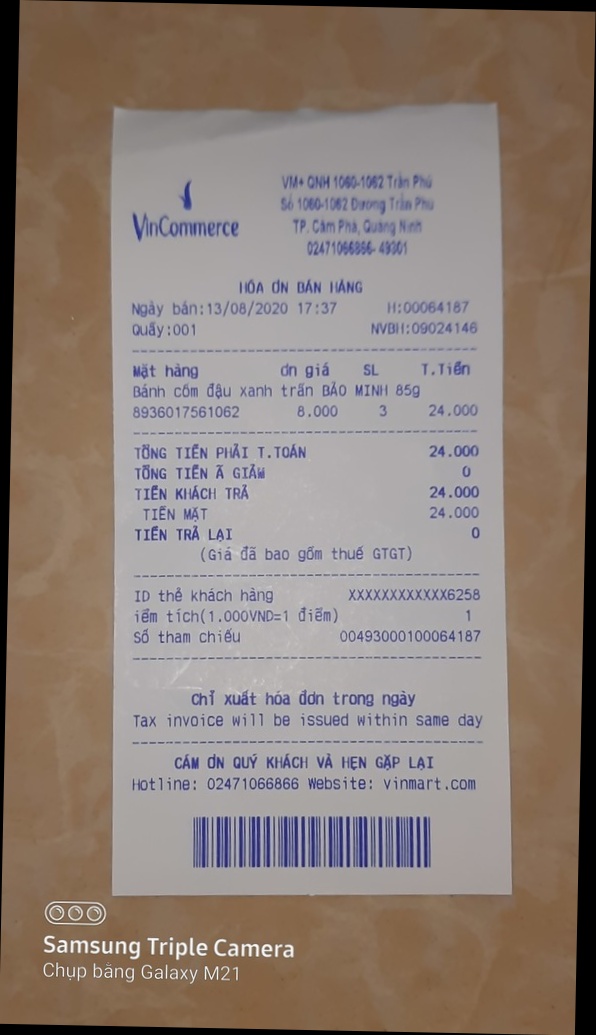 VinCommerce
VM+ QNH 1060-1062 Trần Phú
Số 1060-1062 Đường Trần Phú
TP. Cẩm Phả, Quảng Ninh
02471066866- 49301
HÓA ƠN BÁN HÀNG
Ngày bán:13/08/2020 17:37 H:00064187
Quầy:001 NVBH:09024146
Mặt hàng ơn giá SL T.Tiền
Bánh cốm đậu xanh trấn BẢO MINH 85g
8936017561062 8.000 3 24.000
TỔNG TIỀN PHẢI T.TOÁN 24.000
TỔNG TIỀN Ã GIẢM 0
TIỀN KHÁCH TRẢ 24.000
TIỀN MẶT 24.000
TIỀN TRẢ LẠI 0
(Giá đã bao gồm thuế GTGT)
ID thẻ khách hàng XXXXXXXXXXXX6258
iểm tích(1.000VND=1 điểm) 1
Số tham chiếu 00493000100064187
Chỉ xuất hóa đơn trong ngày
Tax invoice will be issued within same day
CÁM ƠN QUÝ KHÁCH VÀ HẸN GẶP LẠI
Hotline: 02471066866 Website: vinmart.com
Samsung Triple Camera
Chụp bằng Galaxy M21